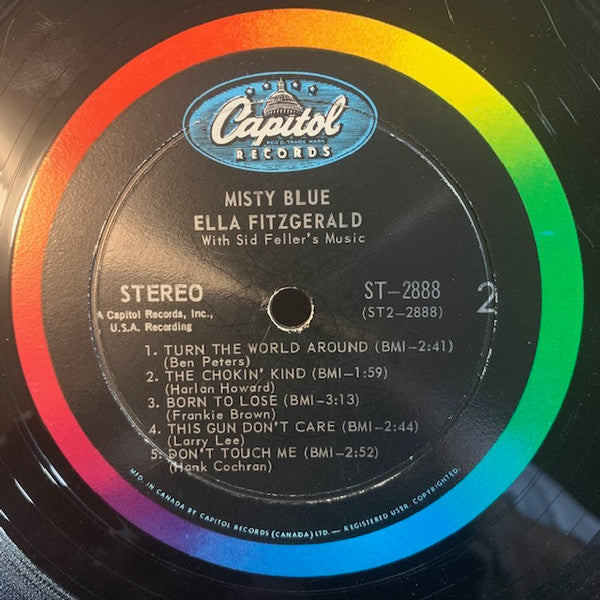 Capitol
REG'D. TRADE MARK
RECORDS
MISTY BLUE
ELLA FITZGERALD
With Sid Feller's Music
STEREO
A Capitol Records, Inc.,
U.S.A. Recording
ST-2888
(ST2-2888)
2
1. TURN THE WORLD AROUND (BMI-2:41)
(Ben Peters)
2. THE CHOKIN' KIND (BMI-1:59)
(Harlan Howard)
3. BORN TO LOSE (BMI-3:13)
(Frankie Brown)
4. THIS GUN DON'T CARE (BMI-2:44)
(Larry Lee)
5. DON'T TOUCH ME (BMI-2:52)
(Hank Cochran)
MFD. IN CANADA BY CAPITOL RECORDS (CANADA) LTD. — REGISTERED USER. COPYRIGHTED.